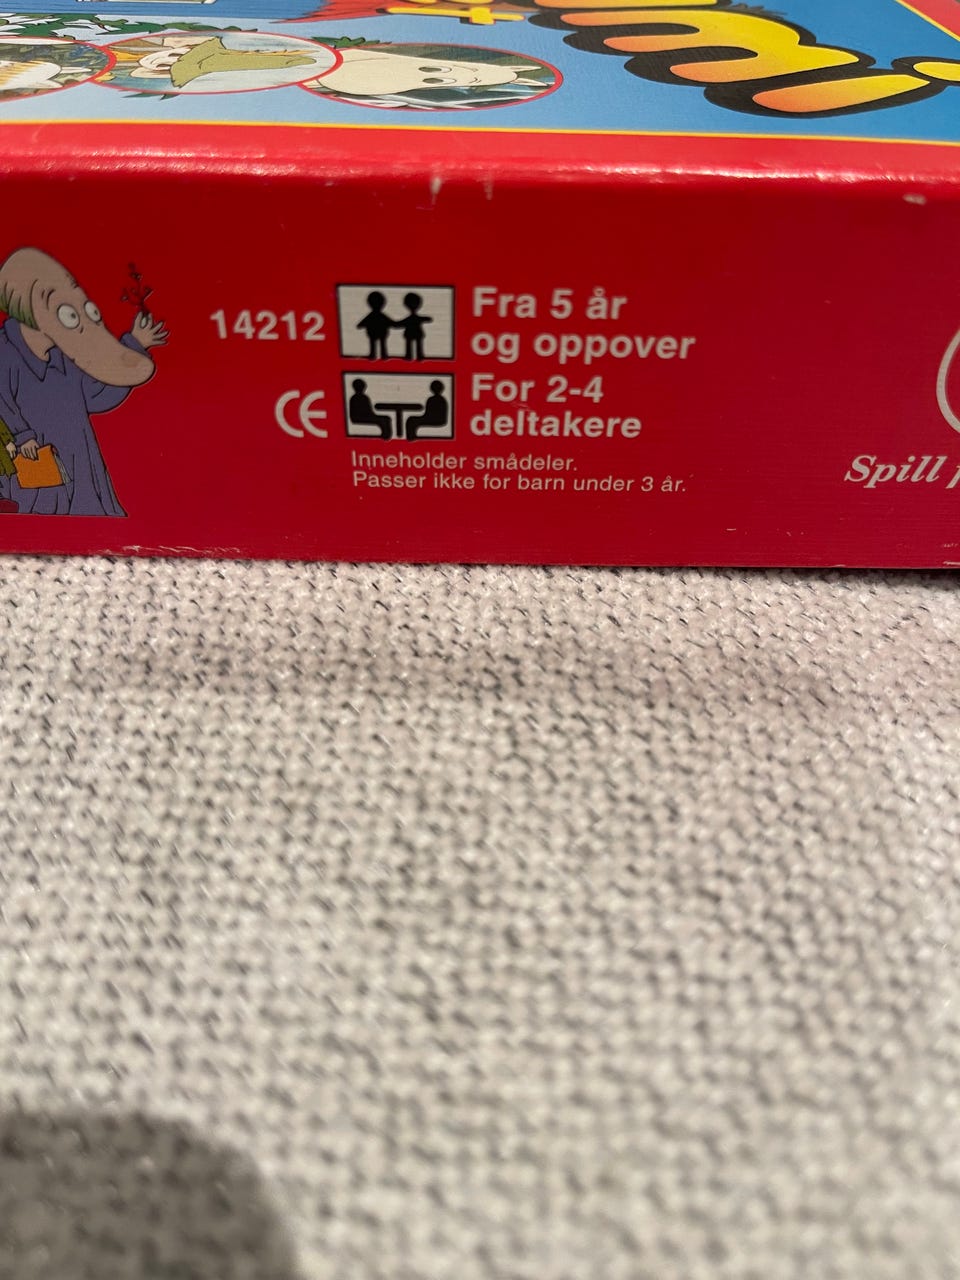 14212
Fra 5 år
og oppover
CE
For 2-4
deltakere
Inneholder smådeler.
Passer ikke for barn under 3 år.
Spill